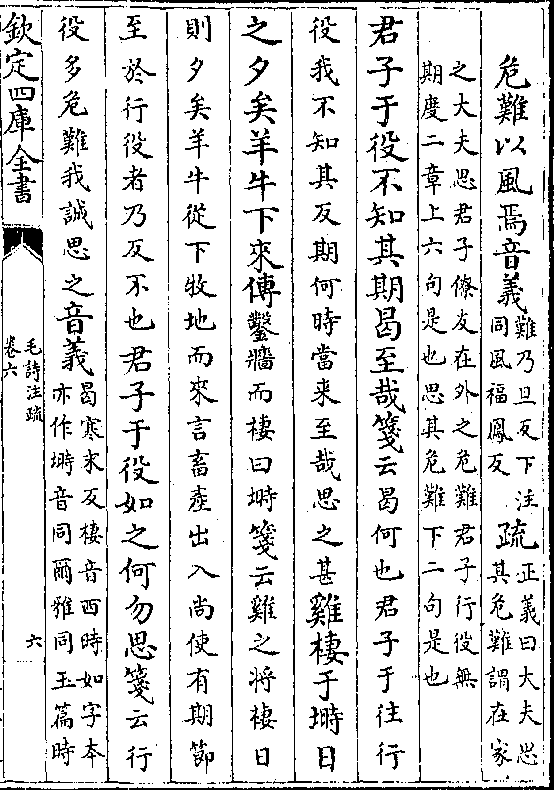 危難以風焉音義難乃旦反下注同風福鳳反疏正義曰大夫思其危難謂在家
之大夫思君子僚友在外之危難君子行役無
期度二章上六句是也思其危難下二句是也
君子于役不知其期曷至哉箋云曷何也君子于往行
役我不知其反期何時當来至哉思之甚雞棲于塒日
之夕矣羊牛下來傳鑿牆而棲曰塒箋云雞之將棲日
則夕矣羊牛從下牧地而來言畜產出入尚使有期節
至於行役者乃反不也君子于役如之何勿思箋云行
役多危難我誠思之音義曷寒末反棲音西時如字本亦作塒音同爾雅同玉篇時
欽定四庫全書
毛詩注疏
卷六
六